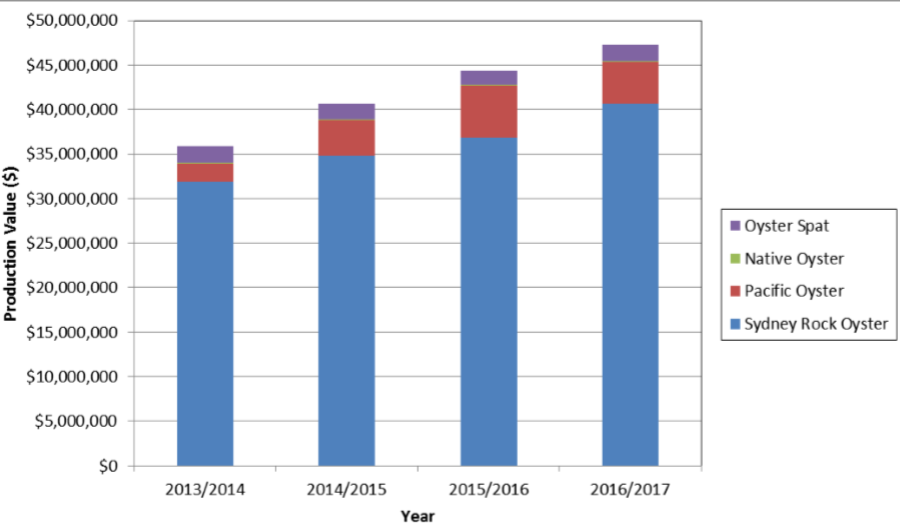 $50,000,000
$45,000,000
$40,000,000
$35,000,000
$30,000,000
$25,000,000
$20,000,000
$15,000,000
$10,000,000
$5,000,000
$0
Production Value ($)
2013/2014 2014/2015 2015/2016 2016/2017
Year
Oyster Spat
Native Oyster
Pacific Oyster
Sydney Rock Oyster